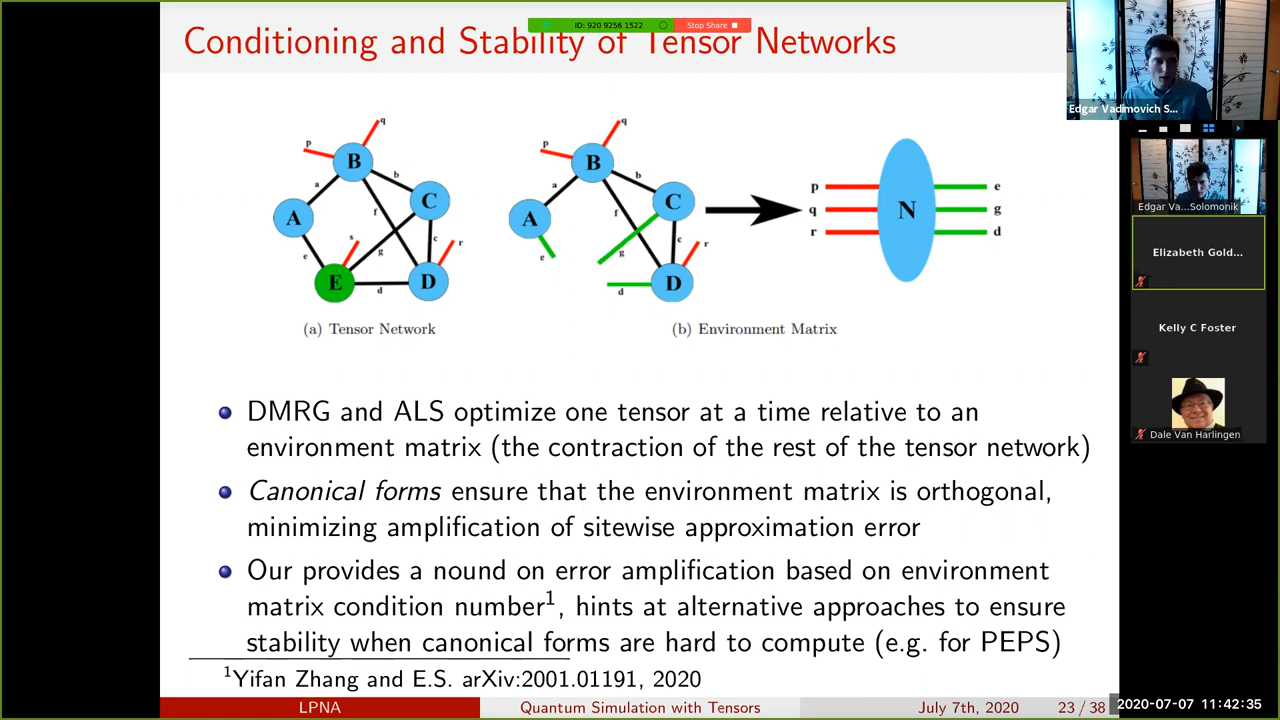 ID: 920 9256 1522
Stop Share
Conditioning and Stability of Tensor Networks
p
q
B
a
b
A
C
f
s
c
r
e
g
E
d
D
(a) Tensor Network
p
q
B
a
b
A
C
f
c
r
e
g
d
D
p
q
r
N
e
g
d
(b) Environment Matrix
DMRG and ALS optimize one tensor at a time relative to an
environment matrix (the contraction of the rest of the tensor network)
Canonical forms ensure that the environment matrix is orthogonal,
minimizing amplification of sitewise approximation error
Our provides a nound on error amplification based on environment
matrix condition number1, hints at alternative approaches to ensure
stability when canonical forms are hard to compute (e.g. for PEPS)
1Yifan Zhang and E.S. arXiv:2001.01191, 2020
LPNA
Quantum Simulation with Tensors
July 7th, 2020
23 / 38
Edgar Vadimovich S...
Edgar Va...Solomonik
Elizabeth Gold...
Kelly C Foster
Dale Van Harlingen
2020-07-07 11:42:35